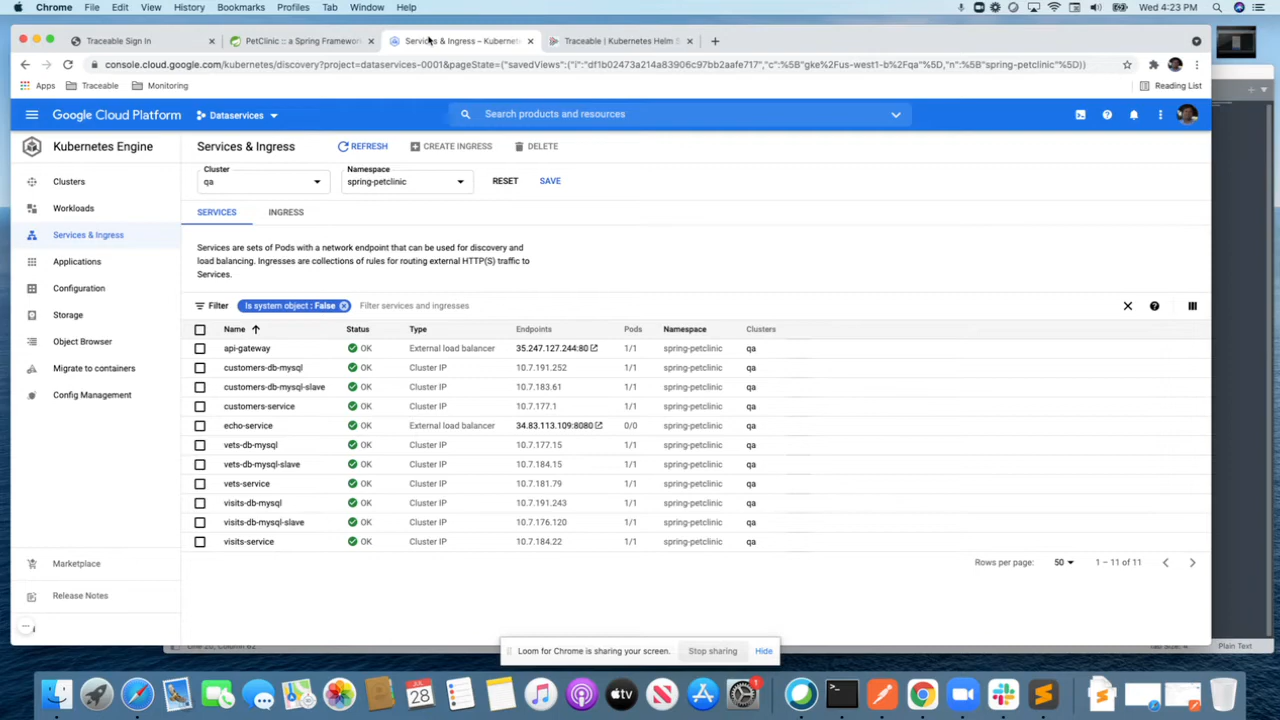 Chrome File Edit View History Bookmarks Profiles Tab Window Help Wed 4:23 PM
Traceable Sign In × PetClinic :: a Spring Framewor × Services & Ingress – Kubernete × Traceable | Kubernetes Helm S × +
console.cloud.google.com/kubernetes/discovery?project=dataservices-0001&pageState=("savedViews":("i":"df1b02473a214a83906c97bb2aafe717","c":%5B"gke%2Fus-west1-b%2Fqa"%5D,"n":%5B"spring-petclinic"%5D))
Apps Traceable Monitoring Reading List
Google Cloud Platform Dataservices Search products and resources
Kubernetes Engine Services & Ingress REFRESH CREATE INGRESS DELETE
Cluster Namespace
qa spring-petclinic RESET SAVE
Clusters
Workloads
Services & Ingress
Applications
Configuration
Storage
Object Browser
Migrate to containers
Config Management
Marketplace
Release Notes
SERVICES INGRESS
Services are sets of Pods with a network endpoint that can be used for discovery and
load balancing. Ingresses are collections of rules for routing external HTTP(S) traffic to
Services.
Filter Is system object : False Filter services and ingresses
Name Status Type Endpoints Pods Namespace Clusters
api-gateway OK External load balancer 35.247.127.244:80 1/1 spring-petclinic qa
customers-db-mysql OK Cluster IP 10.7.191.252 1/1 spring-petclinic qa
customers-db-mysql-slave OK Cluster IP 10.7.183.61 1/1 spring-petclinic qa
customers-service OK Cluster IP 10.7.177.1 1/1 spring-petclinic qa
echo-service OK External load balancer 34.83.113.109:8080 0/0 spring-petclinic qa
vets-db-mysql OK Cluster IP 10.7.177.15 1/1 spring-petclinic qa
vets-db-mysql-slave OK Cluster IP 10.7.184.15 1/1 spring-petclinic qa
vets-service OK Cluster IP 10.7.181.79 1/1 spring-petclinic qa
visits-db-mysql OK Cluster IP 10.7.191.243 1/1 spring-petclinic qa
visits-db-mysql-slave OK Cluster IP 10.7.176.120 1/1 spring-petclinic qa
visits-service OK Cluster IP 10.7.184.22 1/1 spring-petclinic qa
Rows per page: 50 1 – 11 of 11
Loom for Chrome is sharing your screen. Stop sharing Hide
Plain Text
JUL
28
tv
1